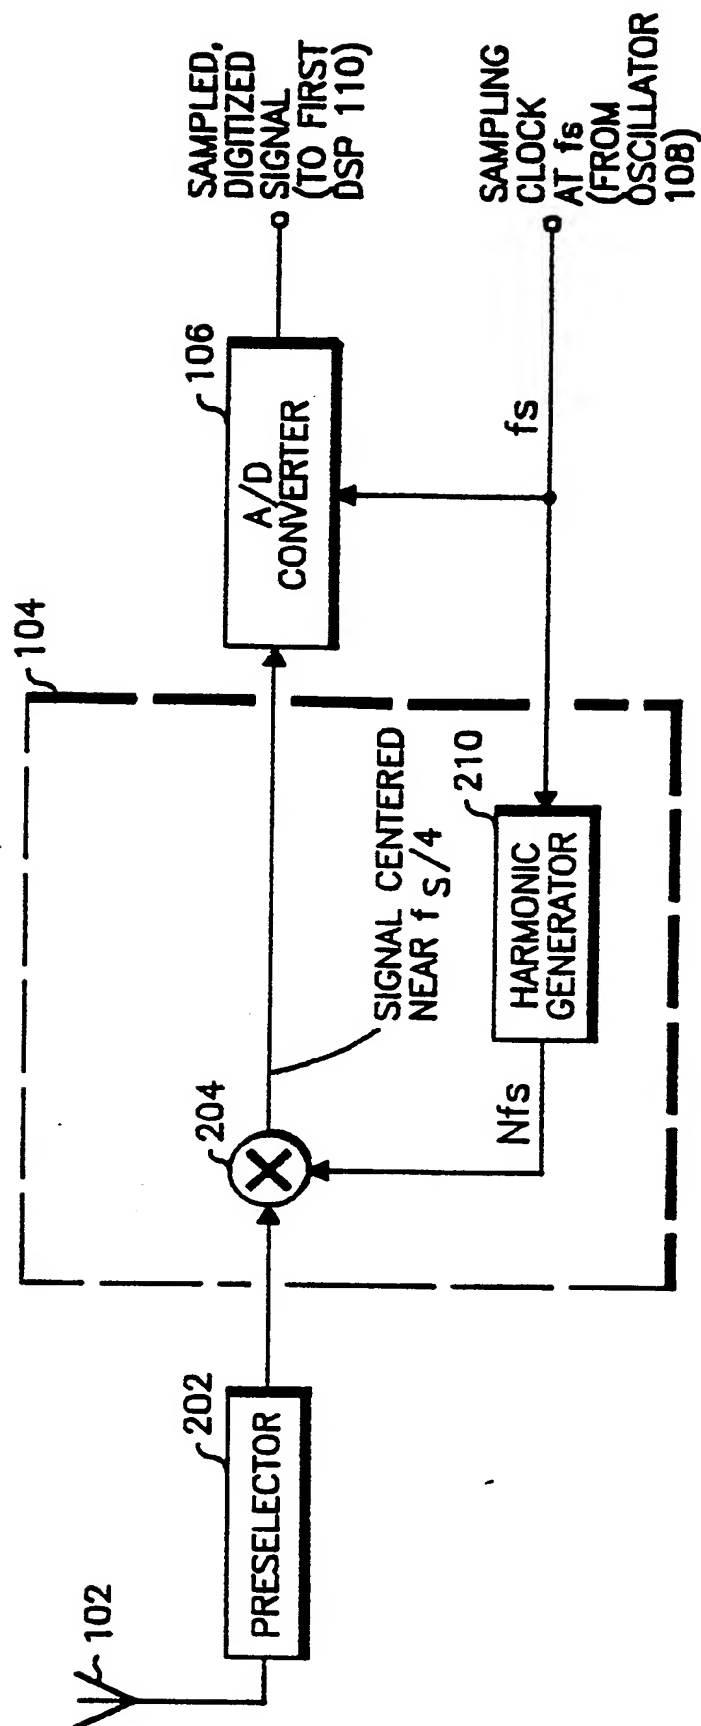 102
202
PRESELECTOR
104
204
SIGNAL CENTERED
NEAR fS/4
Nfs
210
HARMONIC
GENERATOR
106
A/D
CONVERTER
fs
SAMPLED,
DIGITIZED
SIGNAL
(TO FIRST
DSP 110)
SAMPLING
CLOCK
AT fs
(FROM
OSCILLATOR
108)